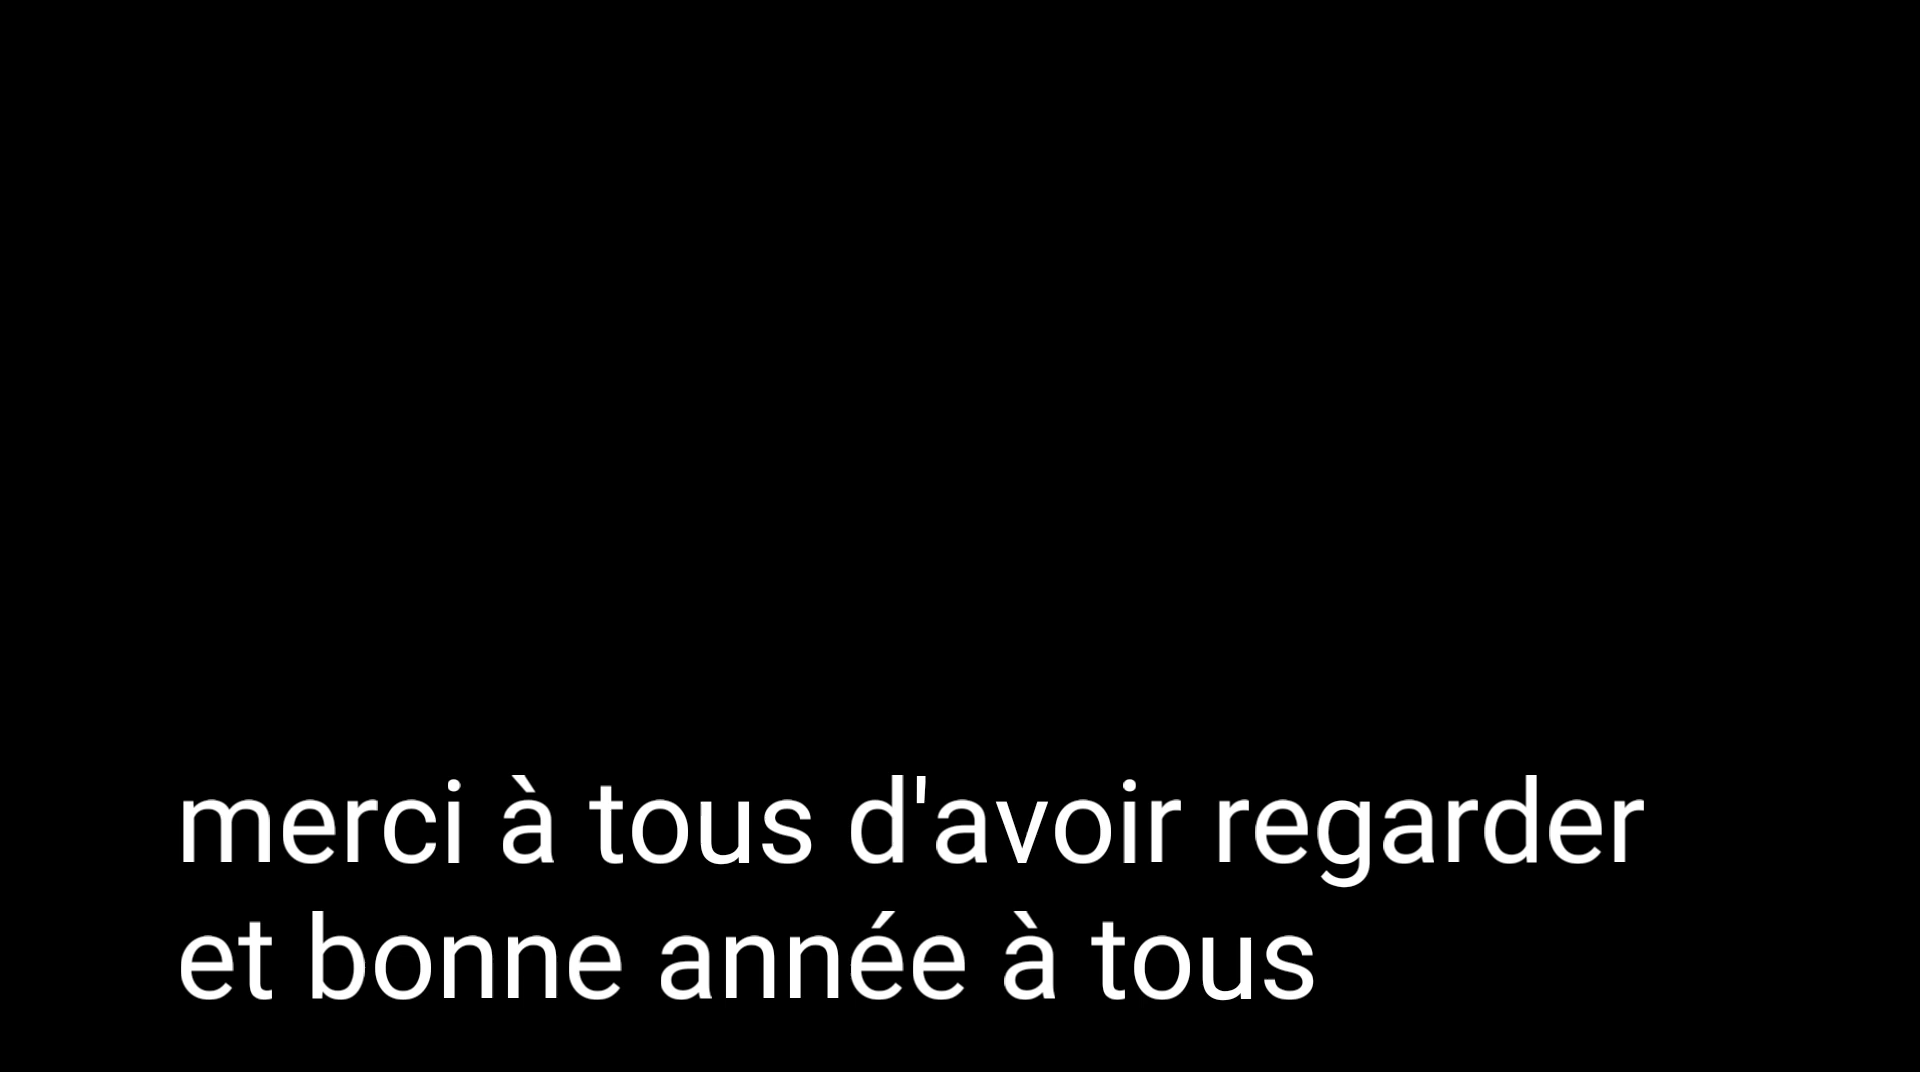 merci à tous d'avoir regarder
et bonne année à tous